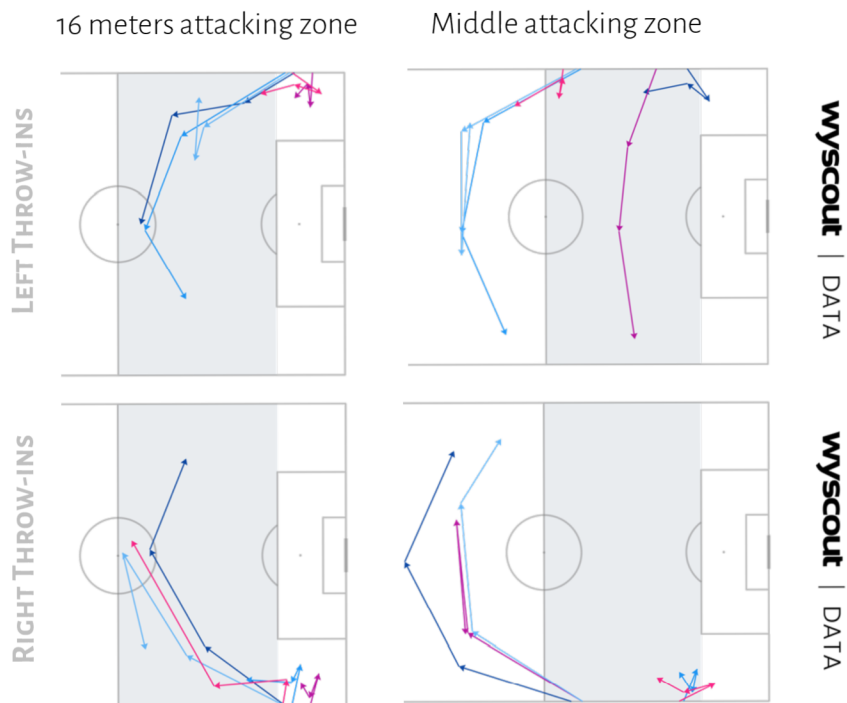 16 meters attacking zone
Middle attacking zone
LEFT THROW-INS
wyscout | DATA
RIGHT THROW-INS
wyscout | DATA